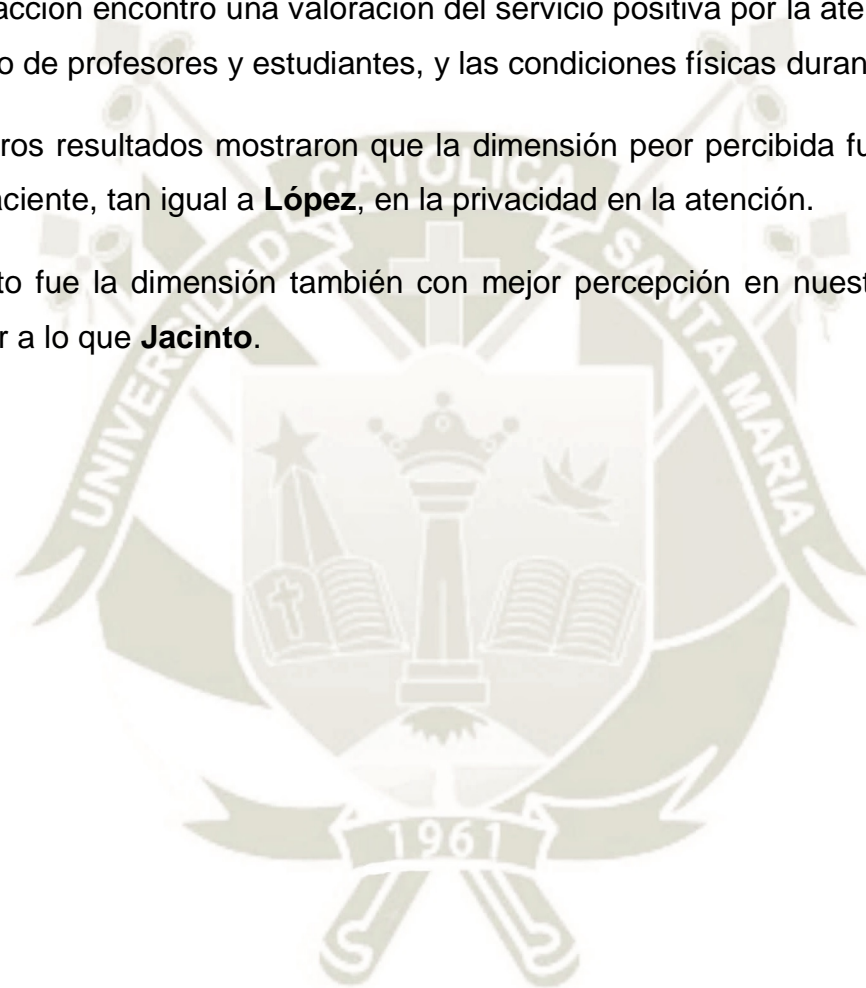 acción encontró una valoración del servicio positiva por la ate
o de profesores y estudiantes, y las condiciones físicas duran
ros resultados mostraron que la dimensión peor percibida fu
aciente, tan igual a López, en la privacidad en la atención.
to fue la dimensión también con mejor percepción en nuest
r a lo que Jacinto.
UNIVERSIDAD CATOLICA SANTA MARIA
1961